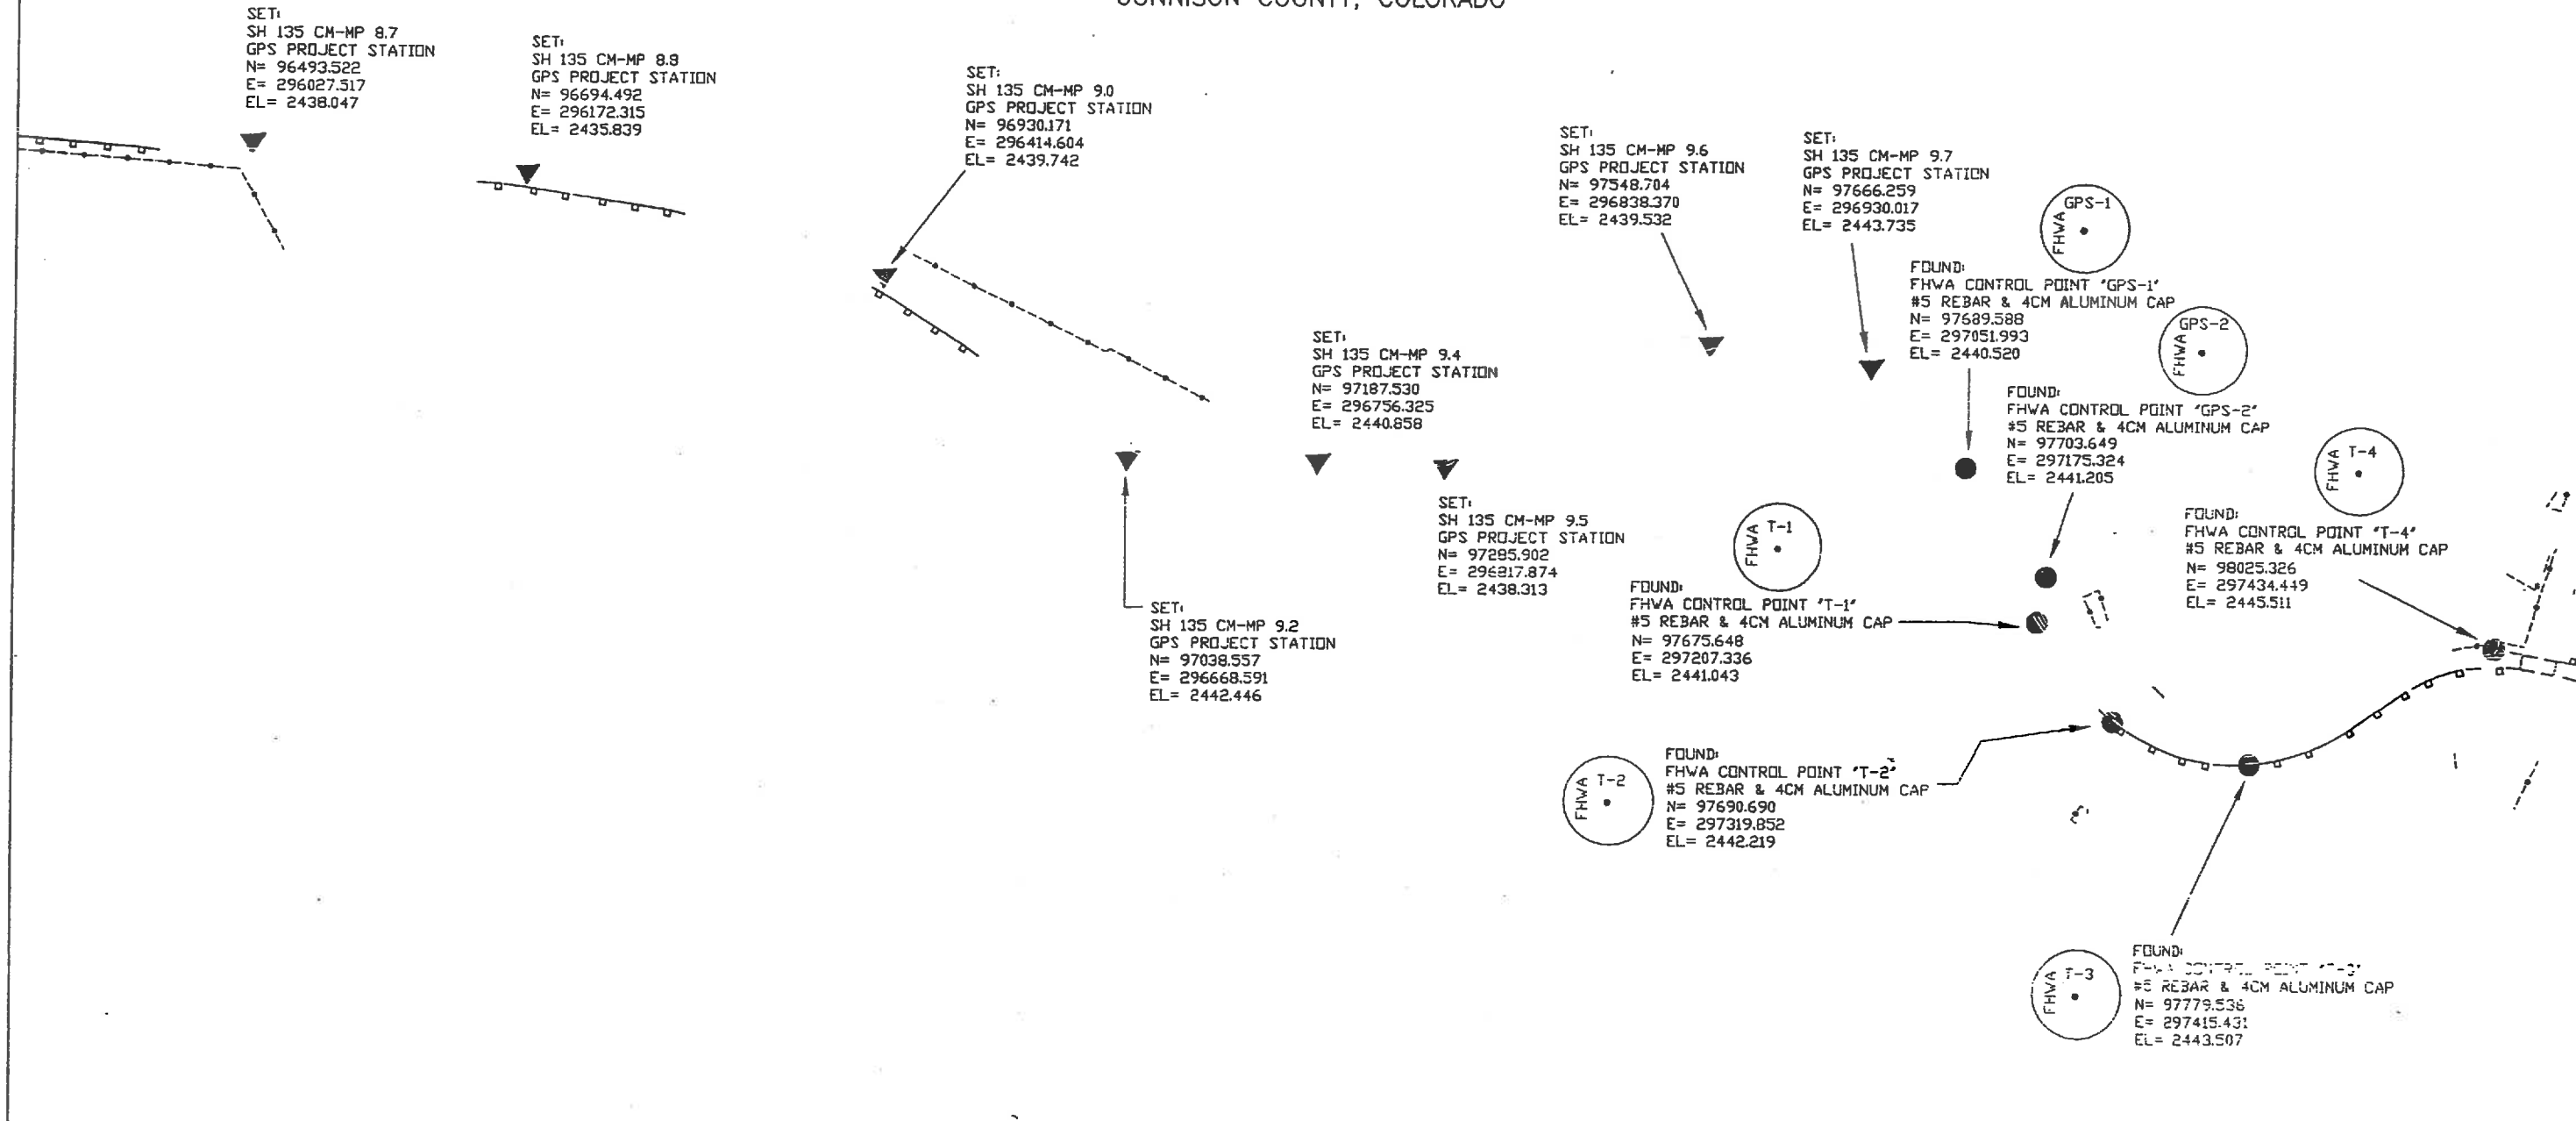 COUNTY, COLORADO
SET:
SH 135 CM-MP 8.7
GPS PROJECT STATION
N= 96493.522
E= 296027.517
EL= 2438.047
SET:
SH 135 CM-MP 8.8
GPS PROJECT STATION
N= 96694.492
E= 296172.315
EL= 2435.839
SET:
SH 135 CM-MP 9.0
GPS PROJECT STATION
N= 96930.171
E= 296414.604
EL= 2439.742
SET:
SH 135 CM-MP 9.6
GPS PROJECT STATION
N= 97548.704
E= 296838.370
EL= 2439.532
SET:
SH 135 CM-MP 9.7
GPS PROJECT STATION
N= 97666.259
E= 296930.017
EL= 2443.735
GPS-1
FHWA
FOUND:
FHWA CONTROL POINT "GPS-1"
#5 REBAR & 4CM ALUMINUM CAP
N= 97689.588
E= 297051.993
EL= 2440.520
GPS-2
FHWA
FOUND:
FHWA CONTROL POINT "GPS-2"
#5 REBAR & 4CM ALUMINUM CAP
N= 97703.649
E= 297175.324
EL= 2441.205
SET:
SH 135 CM-MP 9.4
GPS PROJECT STATION
N= 97187.530
E= 296756.325
EL= 2440.858
T-4
FHWA
FOUND:
FHWA CONTROL POINT "T-4"
#5 REBAR & 4CM ALUMINUM CAP
N= 98025.326
E= 297434.449
EL= 2445.511
SET:
SH 135 CM-MP 9.5
GPS PROJECT STATION
N= 97285.902
E= 296817.874
EL= 2438.313
T-1
FHWA
FOUND:
FHWA CONTROL POINT "T-1"
#5 REBAR & 4CM ALUMINUM CAP
N= 97675.648
E= 297207.336
EL= 2441.043
SET:
SH 135 CM-MP 9.2
GPS PROJECT STATION
N= 97038.557
E= 296668.591
EL= 2442.446
T-2
FHWA
FOUND:
FHWA CONTROL POINT "T-2"
#5 REBAR & 4CM ALUMINUM CAP
N= 97690.690
E= 297319.852
EL= 2442.219
T-3
FHWA
FOUND:
FHWA CONTROL POINT "T-3"
#5 REBAR & 4CM ALUMINUM CAP
N= 97779.536
E= 297415.431
EL= 2443.507